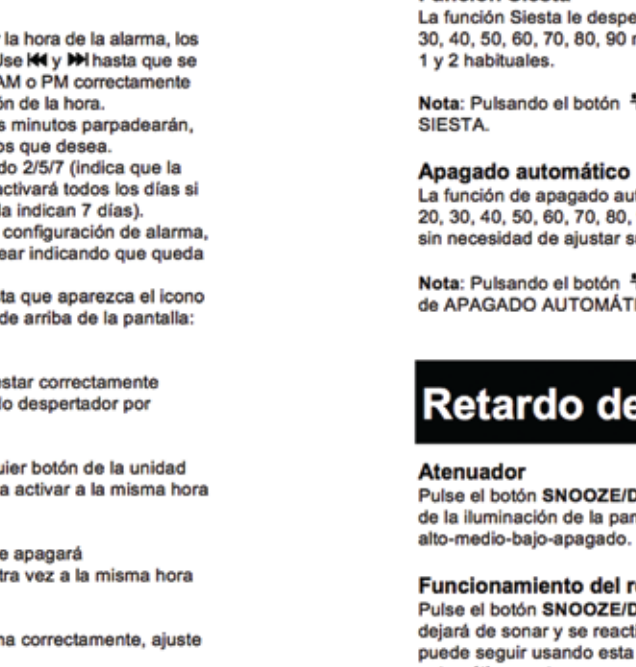 r la hora de la alarma, los
Use ⏮ y ⏭ hasta que se
AM o PM correctamente
ón de la hora.
s minutos parpadearán,
os que desea.
do 2/5/7 (indica que la
activará todos los días si
la indican 7 días).
configuración de alarma,
ear indicando que queda
ta que aparezca el icono
de arriba de la pantalla:
estar correctamente
lo despertador por
uier botón de la unidad
a activar a la misma hora
e apagará
tra vez a la misma hora
na correctamente, ajuste
La función Siesta le despe
30, 40, 50, 60, 70, 80, 90
1 y 2 habituales.
Nota: Pulsando el botón
SIESTA.
Apagado automático
La función de apagado au
20, 30, 40, 50, 60, 70, 80,
sin necesidad de ajustar s
Nota: Pulsando el botón
de APAGADO AUTOMÁT
Retardo de
Atenuador
Pulse el botón SNOOZE/D
de la iluminación de la pan
alto-medio-bajo-apagado.
Funcionamiento del r
Pulse el botón SNOOZE/D
dejará de sonar y se react
puede seguir usando esta